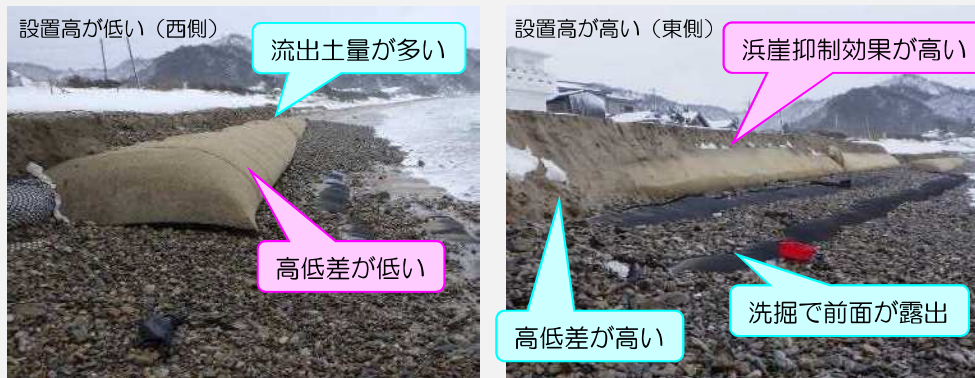 設置高が低い（西側）
流出土量が多い
高低差が低い
設置高が高い（東側）
浜崖抑制効果が高い
高低差が高い
洗掘で前面が露出